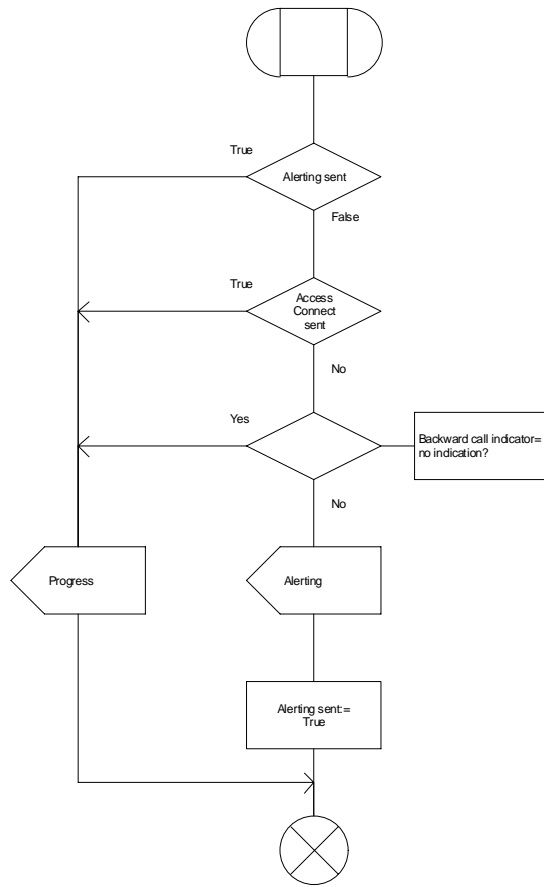 True
Alerting sent
False
True
Access
Connect
sent
No
Yes
Backward call indicator=
no indication?
No
Progress
Alerting
Alerting sent:=
True